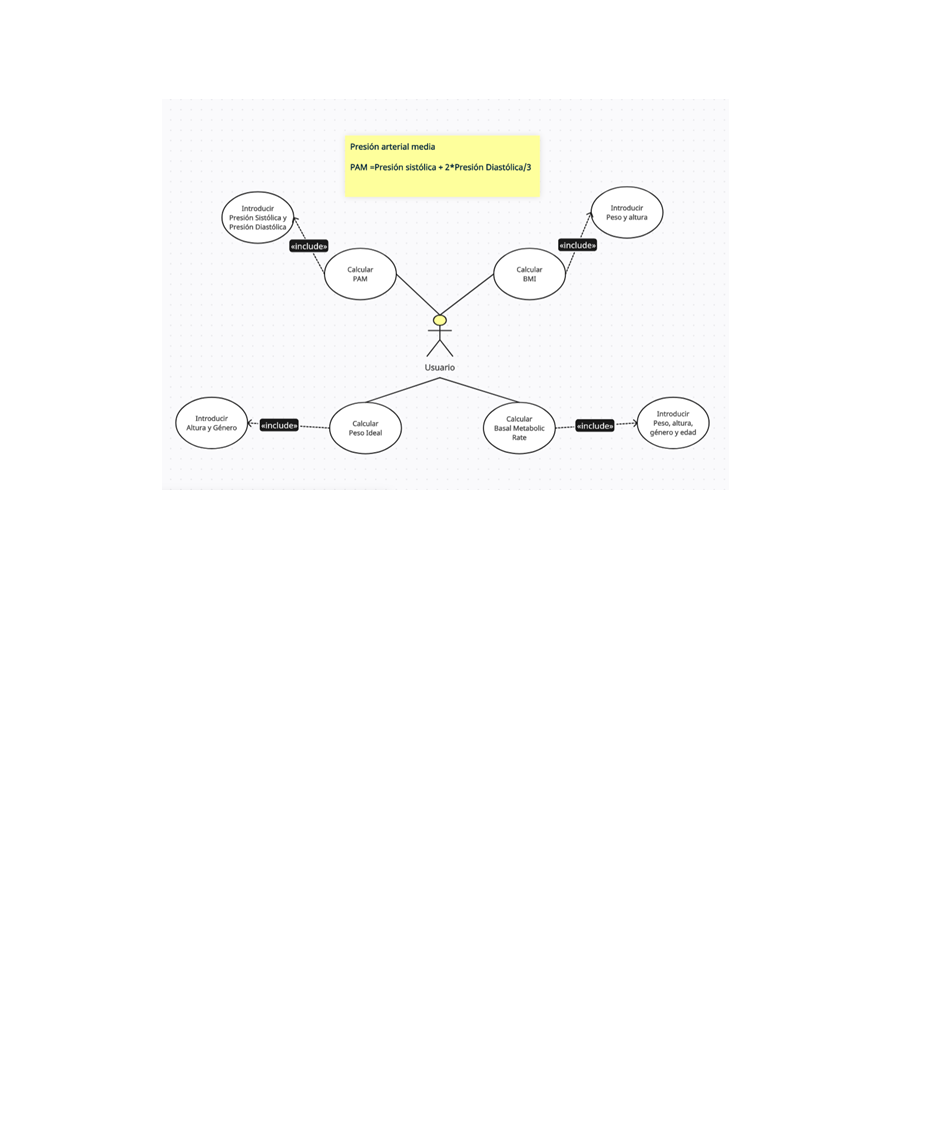 Presión arterial media
PAM =Presión sistólica + 2*Presión Diastólica/3
Introducir
Presión Sistólica y
Presión Diastólica
Introducir
Peso y altura
«include»
«include»
Calcular
PAM
Calcular
BMI
Usuario
Introducir
Altura y Género
«include»
Calcular
Peso Ideal
Calcular
Basal Metabolic
Rate
«include»
Introducir
Peso, altura,
género y edad